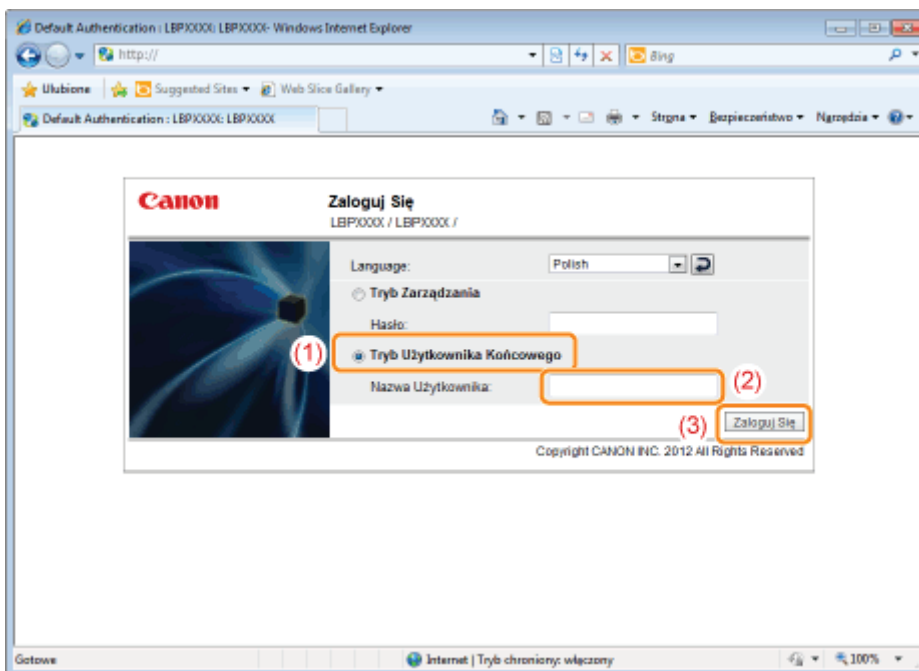 Default Authentication : LBPXXXX: LBPXXXX- Windows Internet Explorer
http://
Bing
Ulubione Suggested Sites Web Slice Gallery
Default Authentication : LBPXXXX: LBPXXXX Strona Bezpieczeństwo Narzędzia
Canon Zaloguj Się
LBPXXXX / LBPXXXX /
Language: Polish
Tryb Zarządzania
Hasło:
(1) Tryb Użytkownika Końcowego
Nazwa Użytkownika: (2)
(3) Zaloguj Się
Copyright CANON INC. 2012 All Rights Reserved
Gotowe Internet | Tryb chroniony: włączony 100%